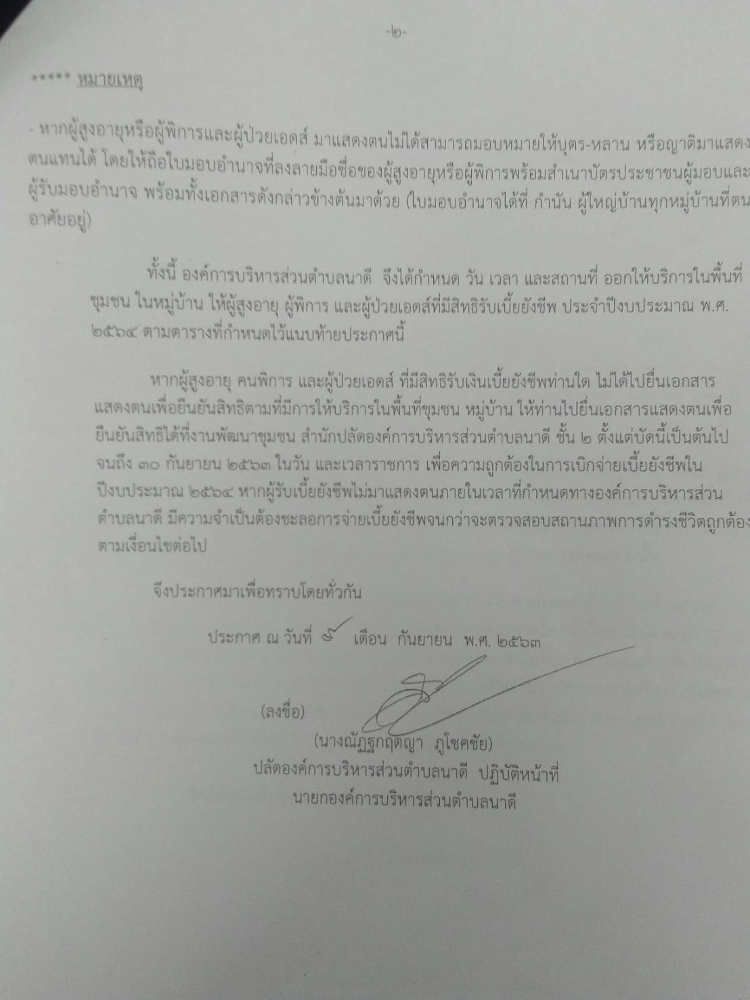 -๒-
***** หมายเหตุ
- หากผู้สูงอายุหรือผู้พิการและผู้ป่วยเอดส์ มาแสดงตนไม่ได้สามารถมอบหมายให้บุตร-หลาน หรือญาติมาแสดง
ตนแทนได้ โดยให้ถือใบมอบอำนาจที่ลงลายมือชื่อของผู้สูงอายุหรือผู้พิการพร้อมสำเนาบัตรประชาชนผู้มอบและ
ผู้รับมอบอำนาจ พร้อมทั้งเอกสารดังกล่าวข้างต้นมาด้วย (ใบมอบอำนาจได้ที่ กำนัน ผู้ใหญ่บ้านทุกหมู่บ้านที่ตน
อาศัยอยู่)
ทั้งนี้ องค์การบริหารส่วนตำบลนาดี จึงได้กำหนด วัน เวลา และสถานที่ ออกให้บริการในพื้นที่
ชุมชน ในหมู่บ้าน ให้ผู้สูงอายุ ผู้พิการ และผู้ป่วยเอดส์ที่มีสิทธิรับเบี้ยยังชีพ ประจำปีงบประมาณ พ.ศ.
๒๕๖๔ ตามตารางที่กำหนดไว้แนบท้ายประกาศนี้
หากผู้สูงอายุ คนพิการ และผู้ป่วยเอดส์ ที่มีสิทธิรับเงินเบี้ยยังชีพท่านใด ไม่ได้ไปยื่นเอกสาร
แสดงตนเพื่อยืนยันสิทธิตามที่มีการให้บริการในพื้นที่ชุมชน หมู่บ้าน ให้ท่านไปยื่นเอกสารแสดงตนเพื่อ
ยืนยันสิทธิได้ที่งานพัฒนาชุมชน สำนักปลัดองค์การบริหารส่วนตำบลนาดี ชั้น ๒ ตั้งแต่บัดนี้เป็นต้นไป
จนถึง ๓๐ กันยายน ๒๕๖๓ ในวัน และเวลาราชการ เพื่อความถูกต้องในการเบิกจ่ายเบี้ยยังชีพใน
ปีงบประมาณ ๒๕๖๔ หากผู้รับเบี้ยยังชีพไม่มาแสดงตนภายในเวลาที่กำหนดทางองค์การบริหารส่วน
ตำบลนาดี มีความจำเป็นต้องชะลอการจ่ายเบี้ยยังชีพจนกว่าจะตรวจสอบสถานภาพการดำรงชีวิตถูกต้อง
ตามเงื่อนไขต่อไป
จึงประกาศมาเพื่อทราบโดยทั่วกัน
ประกาศ ณ วันที่ เดือน กันยายน พ.ศ. ๒๕๖๓
(ลงชื่อ)
(นางณัฏฐกฤตญา ภูโชคชัย)
ปลัดองค์การบริหารส่วนตำบลนาดี ปฏิบัติหน้าที่
นายกองค์การบริหารส่วนตำบลนาดี